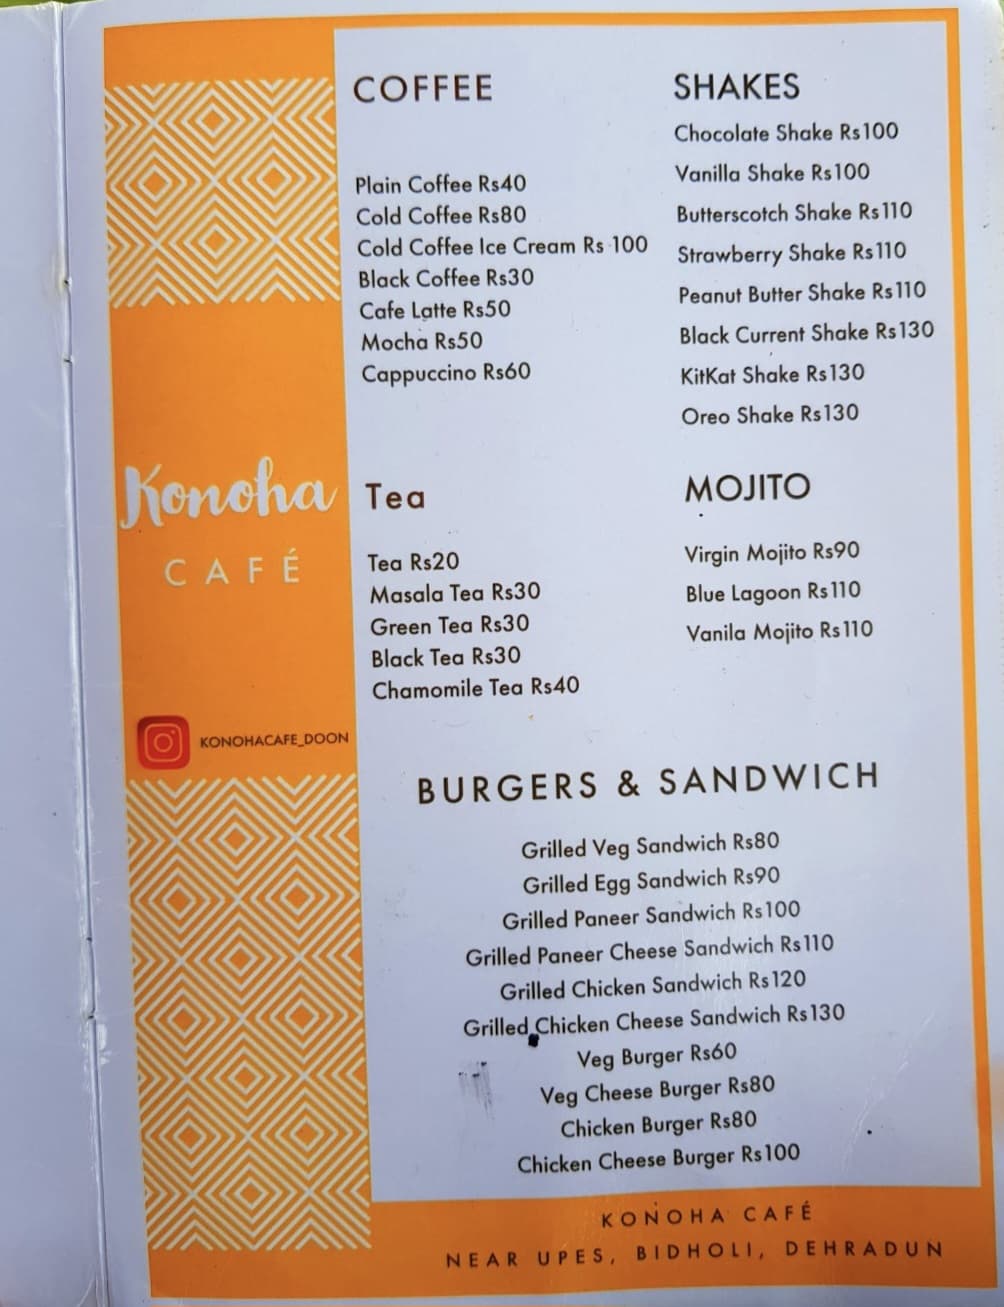 COFFEE
Plain Coffee Rs40
Cold Coffee Rs80
Cold Coffee Ice Cream Rs 100
Black Coffee Rs30
Cafe Latte Rs50
Mocha Rs50
Cappuccino Rs60
SHAKES
Chocolate Shake Rs100
Vanilla Shake Rs100
Butterscotch Shake Rs110
Strawberry Shake Rs110
Peanut Butter Shake Rs110
Black Current Shake Rs130
KitKat Shake Rs130
Oreo Shake Rs130
Konoha
CAFÉ
KONOHACAFE_DOON
Tea
Tea Rs20
Masala Tea Rs30
Green Tea Rs30
Black Tea Rs30
Chamomile Tea Rs40
MOJITO
Virgin Mojito Rs90
Blue Lagoon Rs110
Vanila Mojito Rs110
BURGERS & SANDWICH
Grilled Veg Sandwich Rs80
Grilled Egg Sandwich Rs90
Grilled Paneer Sandwich Rs100
Grilled Paneer Cheese Sandwich Rs110
Grilled Chicken Sandwich Rs120
Grilled Chicken Cheese Sandwich Rs130
Veg Burger Rs60
Veg Cheese Burger Rs80
Chicken Burger Rs80
Chicken Cheese Burger Rs100
KONOHA CAFÉ
NEAR UPES, BIDHOLI, DEHRADUN